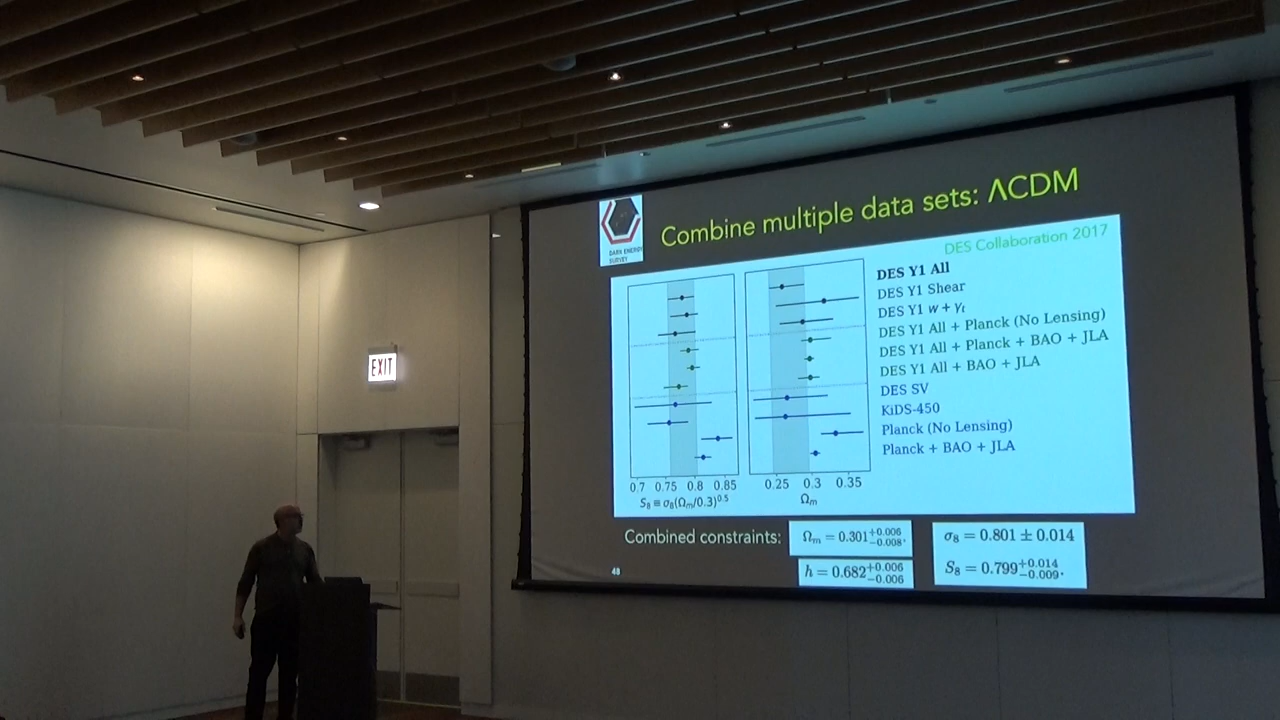 EXIT
DARK ENERGY
SURVEY
Combine multiple data sets: ΛCDM
DES Collaboration 2017
DES Y1 All
DES Y1 Shear
DES Y1 w + γt
DES Y1 All + Planck (No Lensing)
DES Y1 All + Planck + BAO + JLA
DES Y1 All + BAO + JLA
DES SV
KiDS-450
Planck (No Lensing)
Planck + BAO + JLA
0.7 0.75 0.8 0.85
S8 ≡ σ8(Ωm/0.3)^0.5
0.25 0.3 0.35
Ωm
Combined constraints:
Ωm = 0.301 +0.006 −0.008.
h = 0.682 +0.006 −0.006
σ8 = 0.801 ± 0.014
S8 = 0.799 +0.014 −0.009.
48